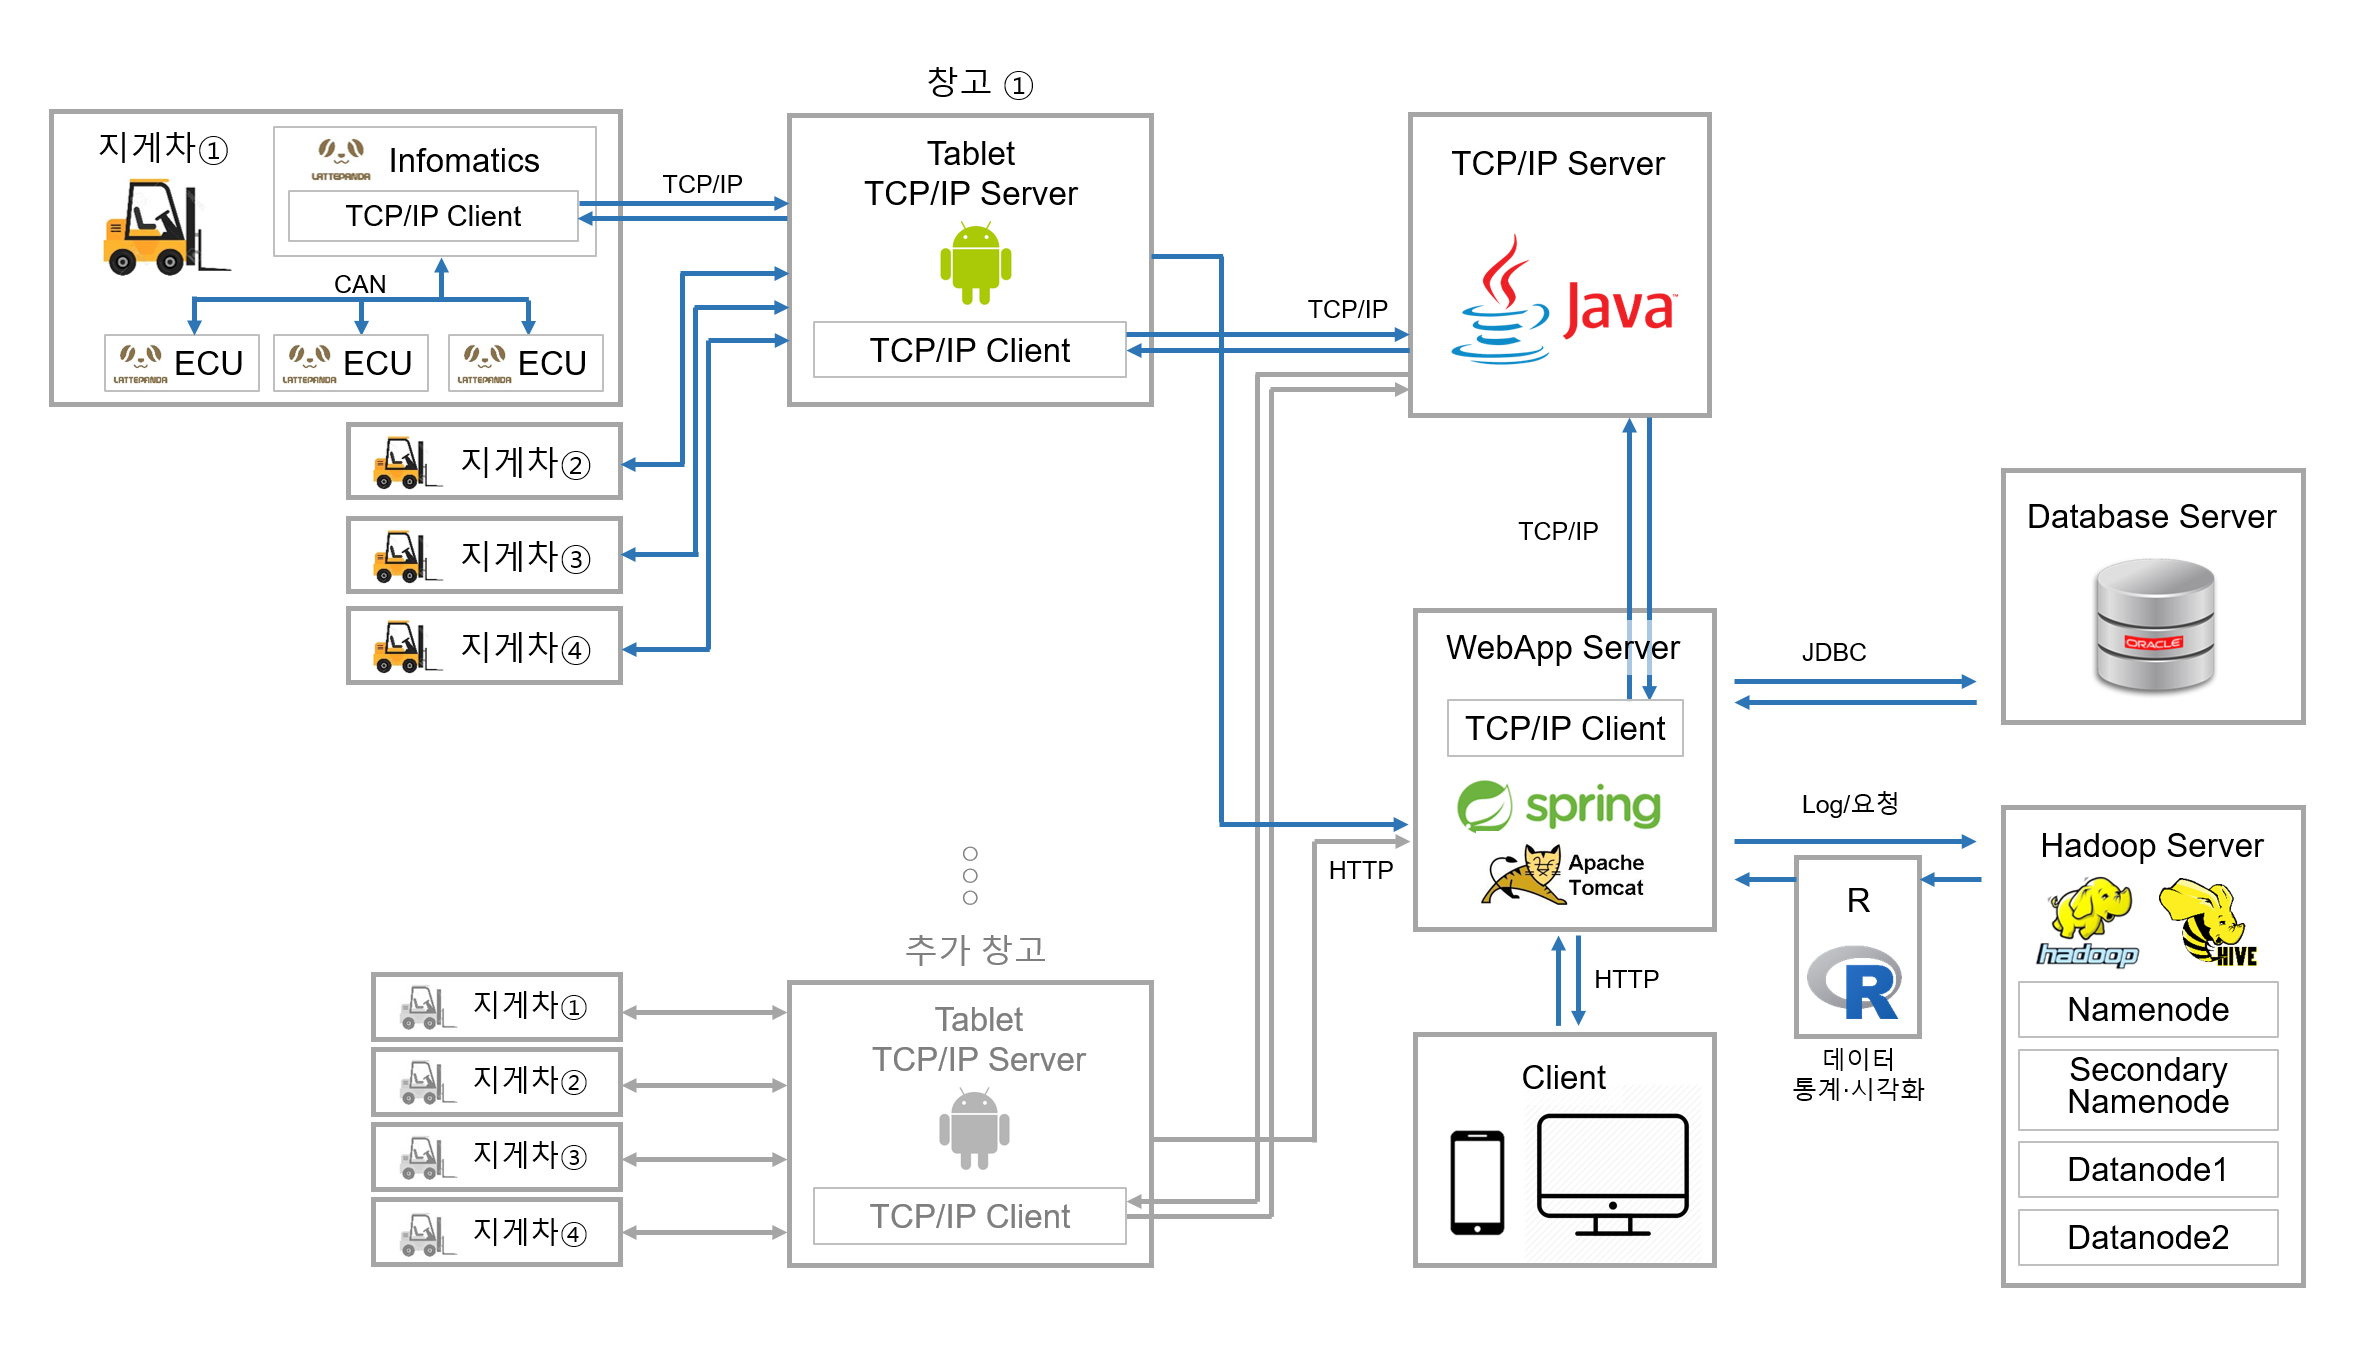 창고 ①
지게차①
LATTEPANDA
Infomatics
TCP/IP Client
CAN
LATTEPANDA
ECU
LATTEPANDA
ECU
LATTEPANDA
ECU
TCP/IP
Tablet
TCP/IP Server
TCP/IP Client
지게차②
지게차③
지게차④
TCP/IP
TCP/IP Server
Java™
TCP/IP
WebApp Server
TCP/IP Client
spring
Apache
Tomcat
JDBC
Database Server
ORACLE
Log/요청
R
R
데이터
통계·시각화
Hadoop Server
hadoop
HIVE
Namenode
Secondary
Namenode
Datanode1
Datanode2
HTTP
HTTP
Client
추가 창고
지게차①
지게차②
지게차③
지게차④
Tablet
TCP/IP Server
TCP/IP Client